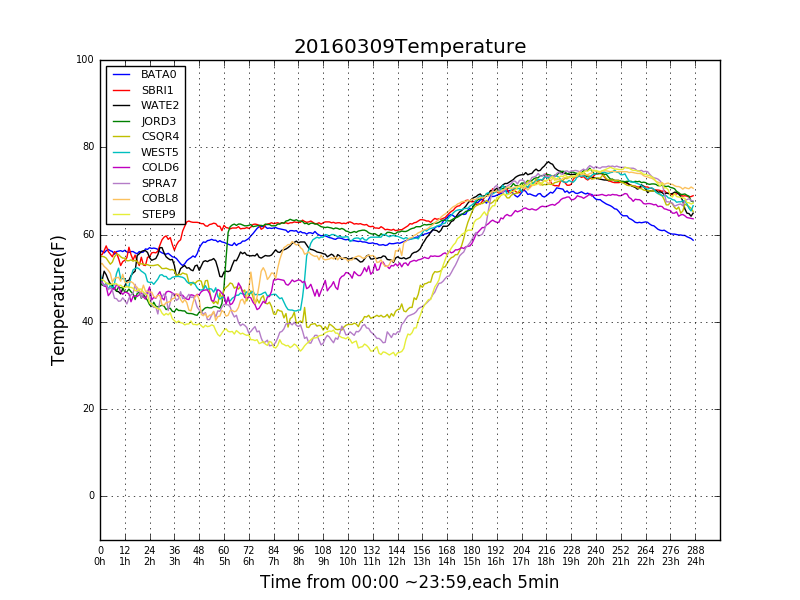 20160309Temperature
100
80
60
40
20
0
Temperature(F)
BATA0
SBRI1
WATE2
JORD3
CSQR4
WEST5
COLD6
SPRA7
COBL8
STEP9
0 12 24 36 48 60 72 84 96 108 120 132 144 156 168 180 192 204 216 228 240 252 264 276 288
0h 1h 2h 3h 4h 5h 6h 7h 8h 9h 10h 11h 12h 13h 14h 15h 16h 17h 18h 19h 20h 21h 22h 23h 24h
Time from 00:00 ~23:59,each 5min